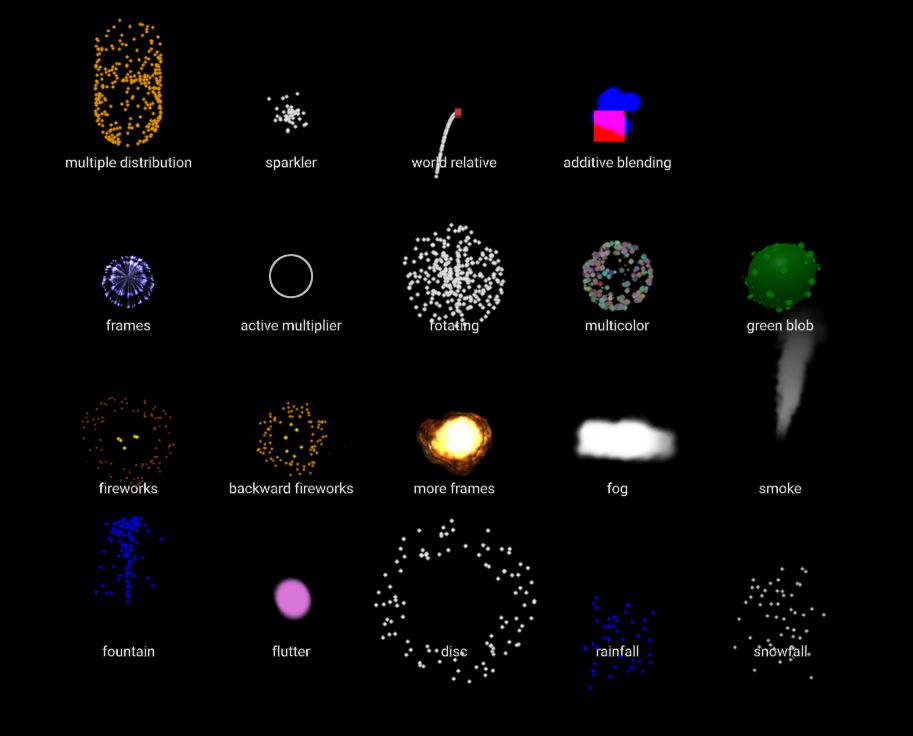 multiple distribution
sparkler
world relative
additive blending
frames
active multiplier
rotating
multicolor
green blob
fireworks
backward fireworks
more frames
fog
smoke
fountain
flutter
disc
rainfall
snowfall